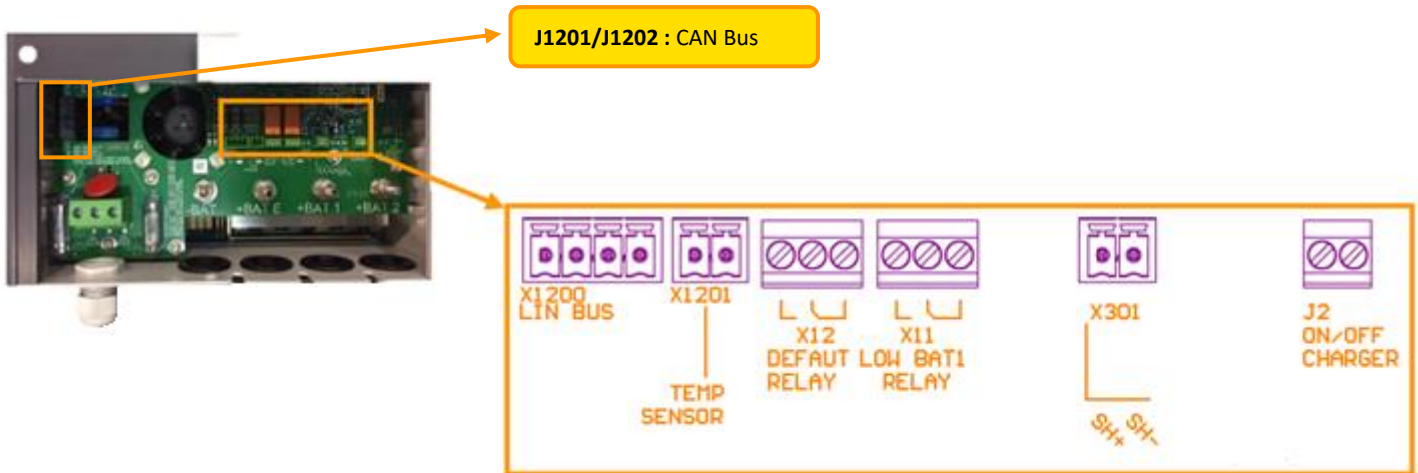 J1201/J1202 : CAN Bus
-BAT +BAT E +BAT 1 +BAT 2
X1200
LIN BUS
X1201
TEMP
SENSOR
X12
DEFAUT
RELAY
X11
LOW BAT1
RELAY
X301
SH+ SH-
J2
ON/OFF
CHARGER